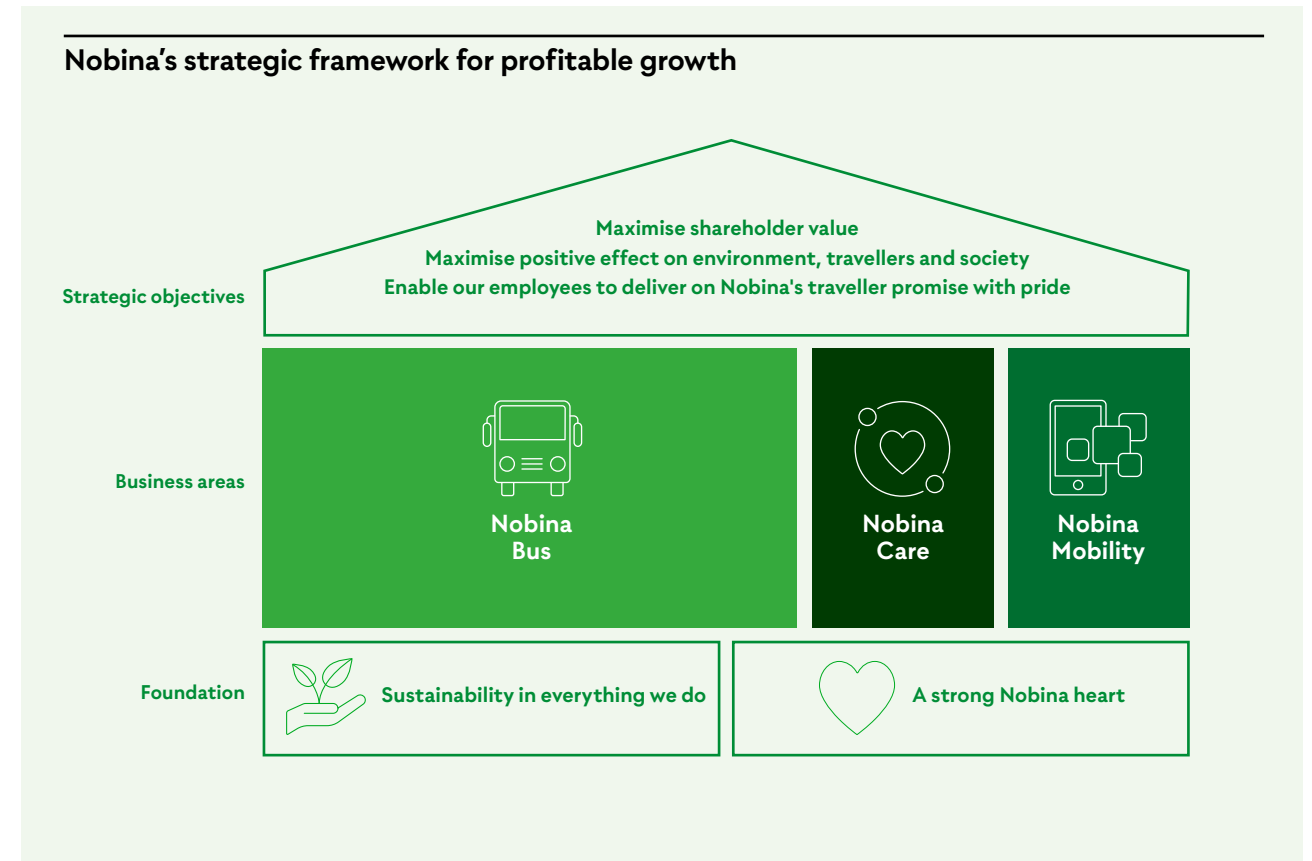 Nobina’s strategic framework for profitable growth
Maximise shareholder value
Maximise positive effect on environment, travellers and society
Enable our employees to deliver on Nobina's traveller promise with pride
Strategic objectives
Business areas
Nobina
Bus
Nobina
Care
Nobina
Mobility
Foundation
Sustainability in everything we do
A strong Nobina heart